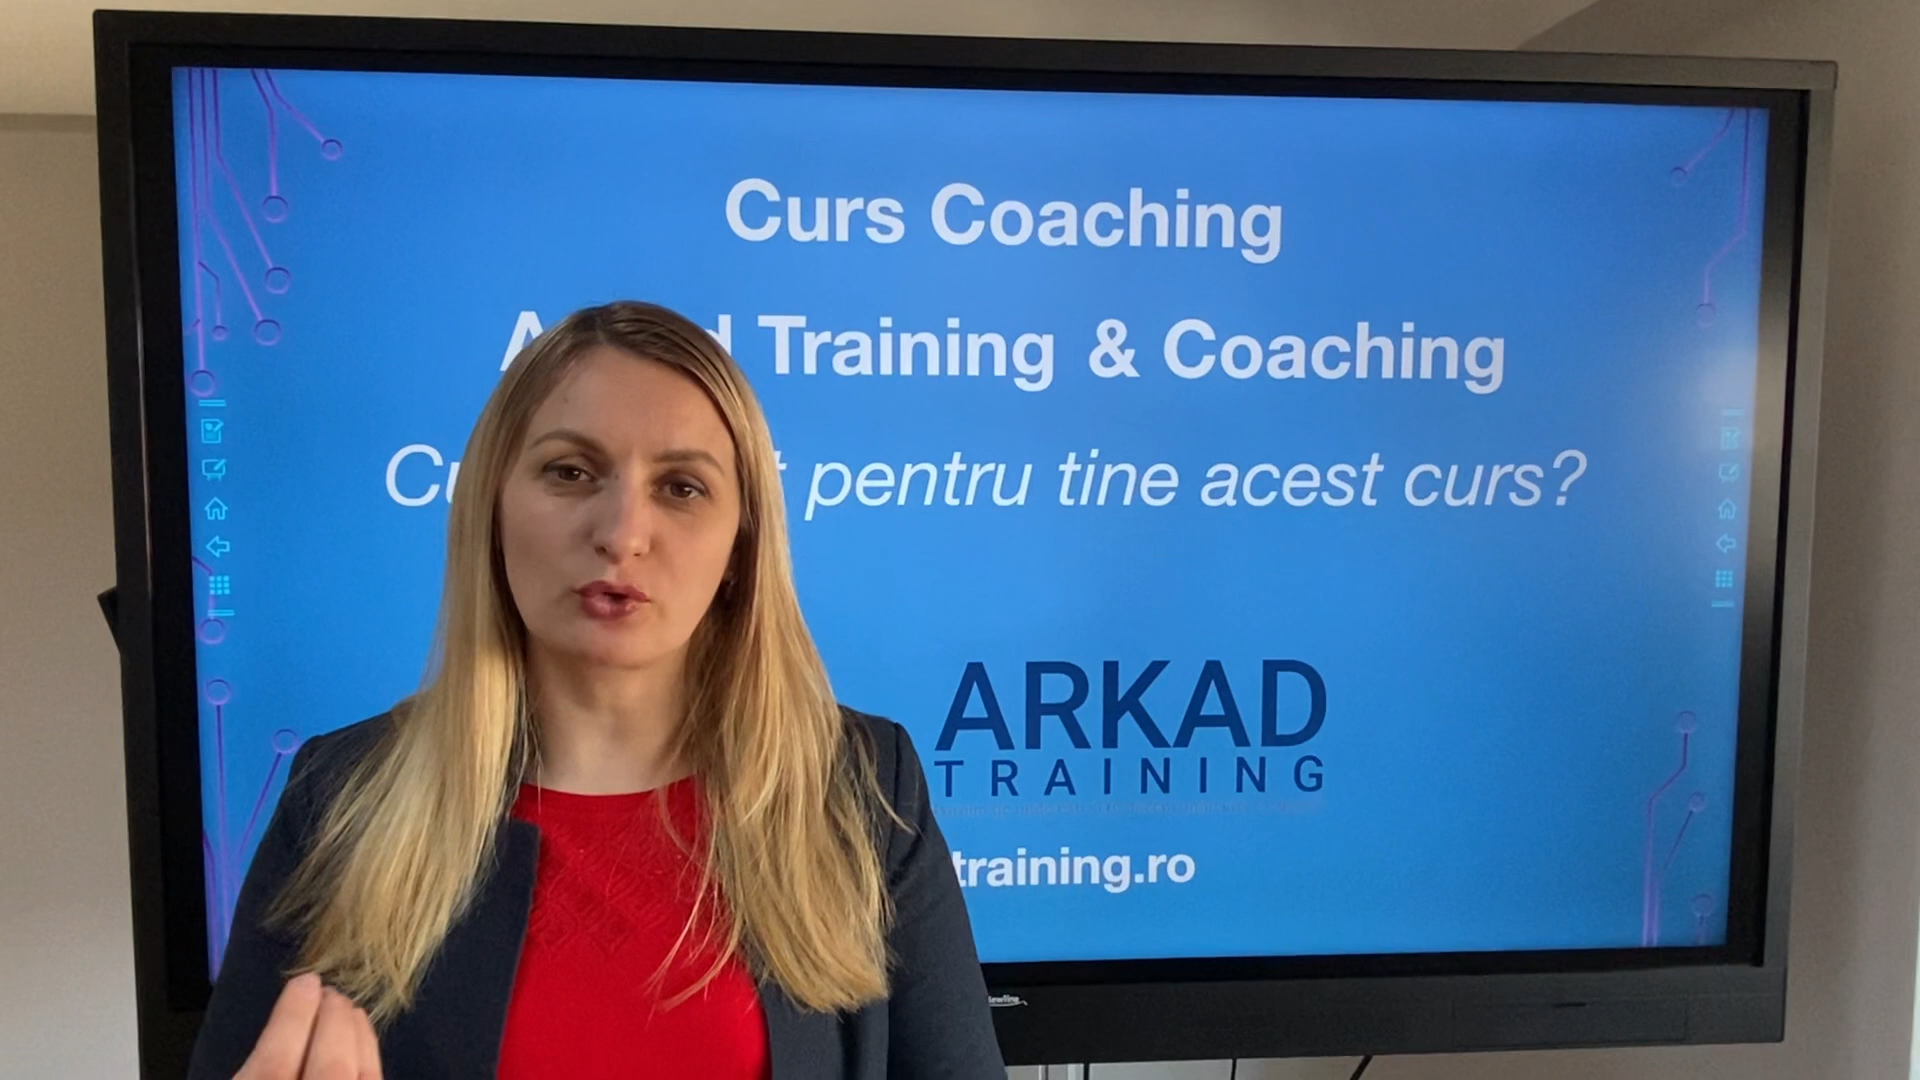 Curs Coaching
Training & Coaching
pentru tine acest curs?
ARKAD
TRAINING
training.ro